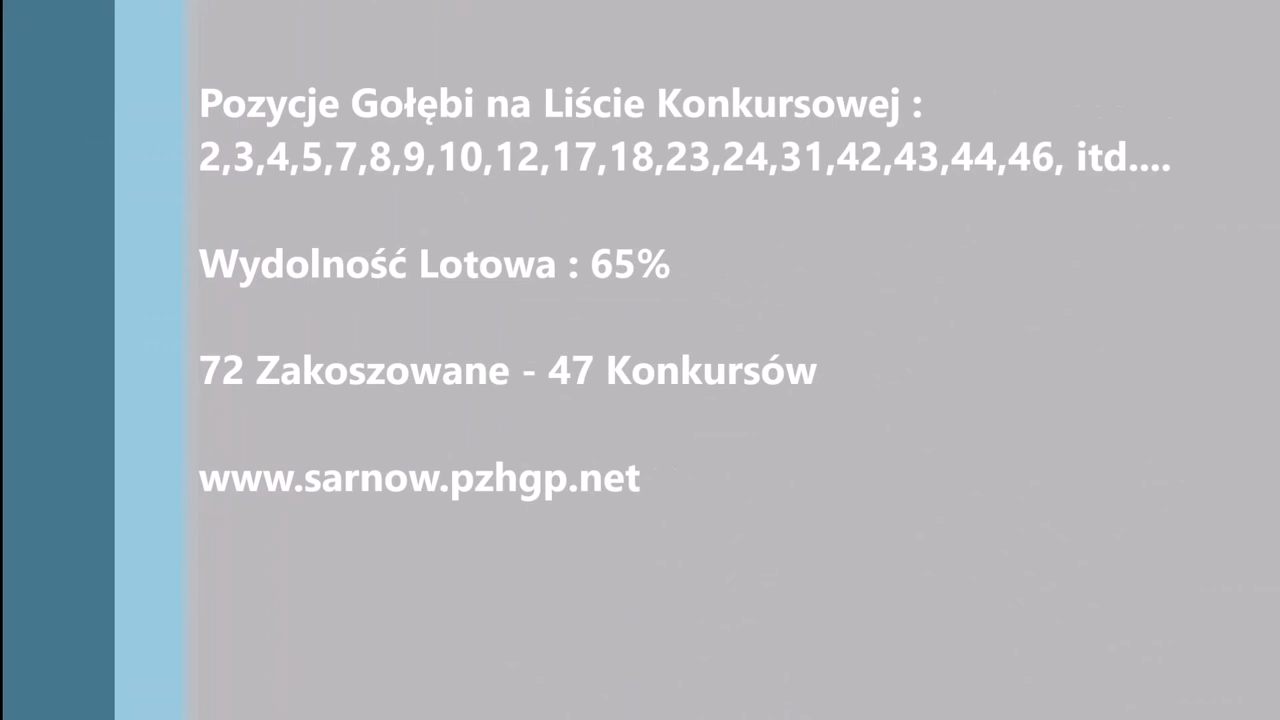 Pozycje Gołębi na Liście Konkursowej :
2,3,4,5,7,8,9,10,12,17,18,23,24,31,42,43,44,46, itd....
Wydolność Lotowa : 65%
72 Zakoszowane - 47 Konkursów
www.sarnow.pzhgp.net